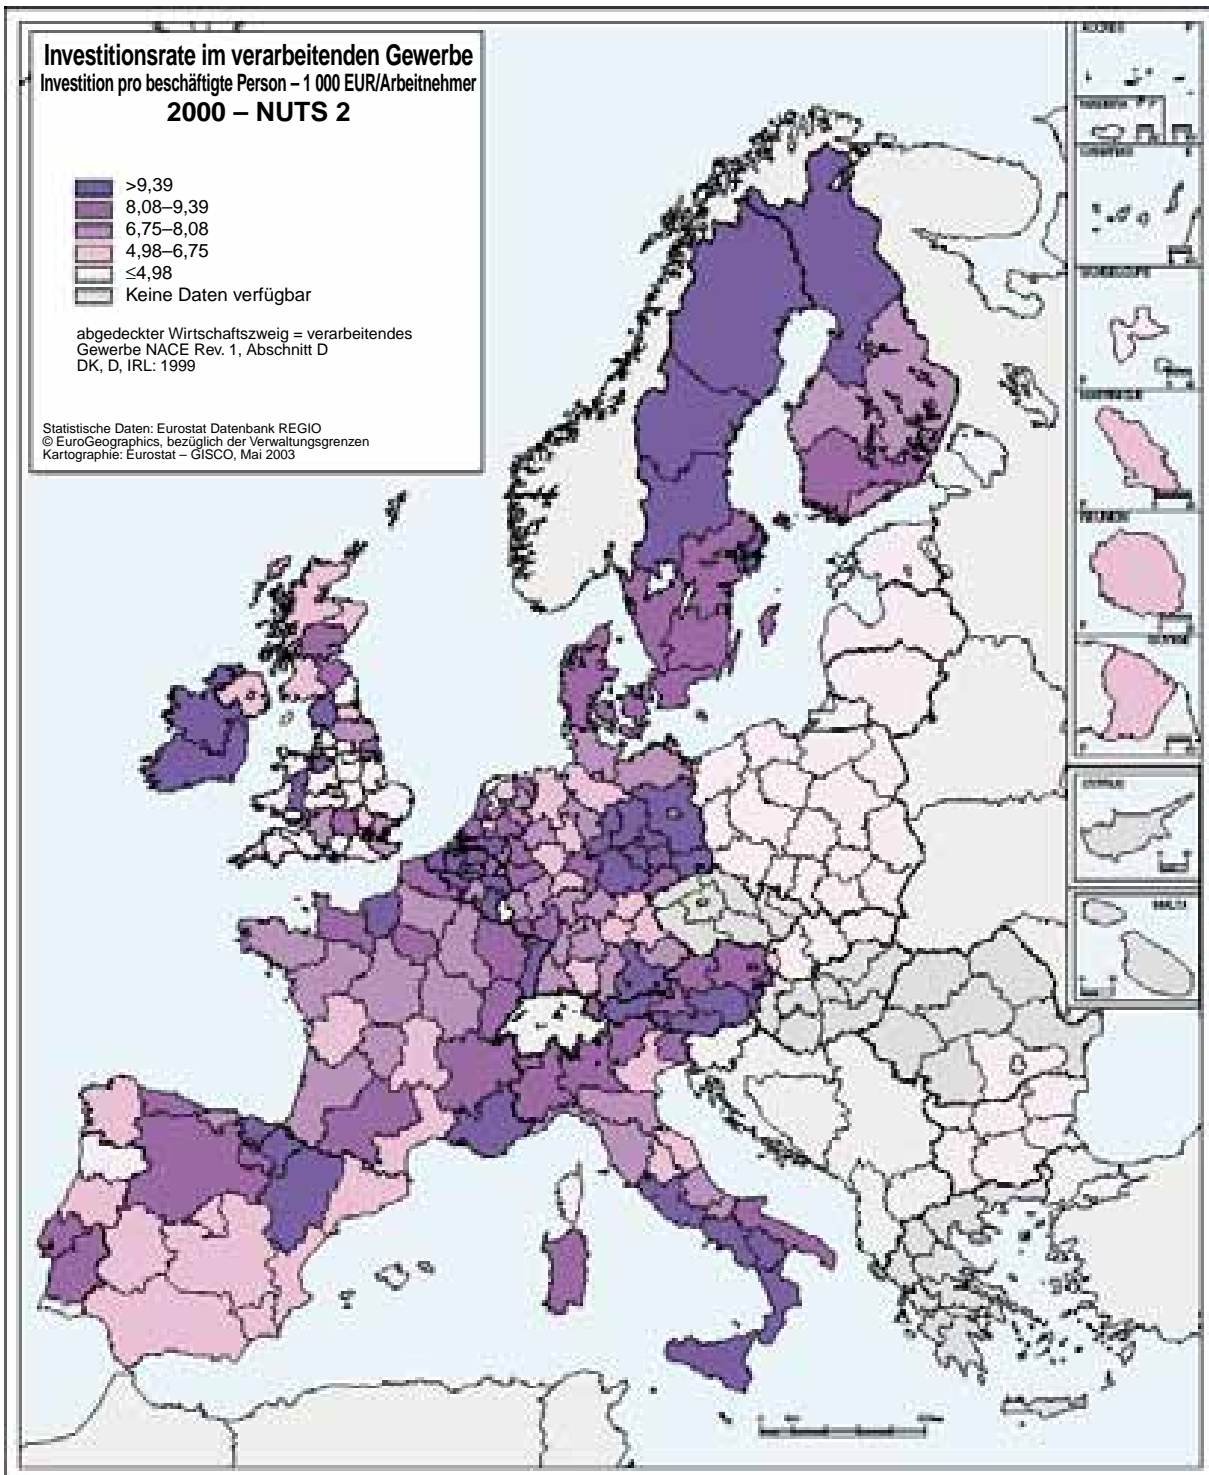 Investitionsrate im verarbeitenden Gewerbe
Investition pro beschäftigte Person – 1 000 EUR/Arbeitnehmer
2000 – NUTS 2
>9,39
8,08–9,39
6,75–8,08
4,98–6,75
≤4,98
Keine Daten verfügbar
abgedeckter Wirtschaftszweig = verarbeitendes
Gewerbe NACE Rev. 1, Abschnitt D
DK, D, IRL: 1999
Statistische Daten: Eurostat Datenbank REGIO
© EuroGeographics, bezüglich der Verwaltungsgrenzen
Kartographie: Eurostat – GISCO, Mai 2003
CYPRUS
MALTA